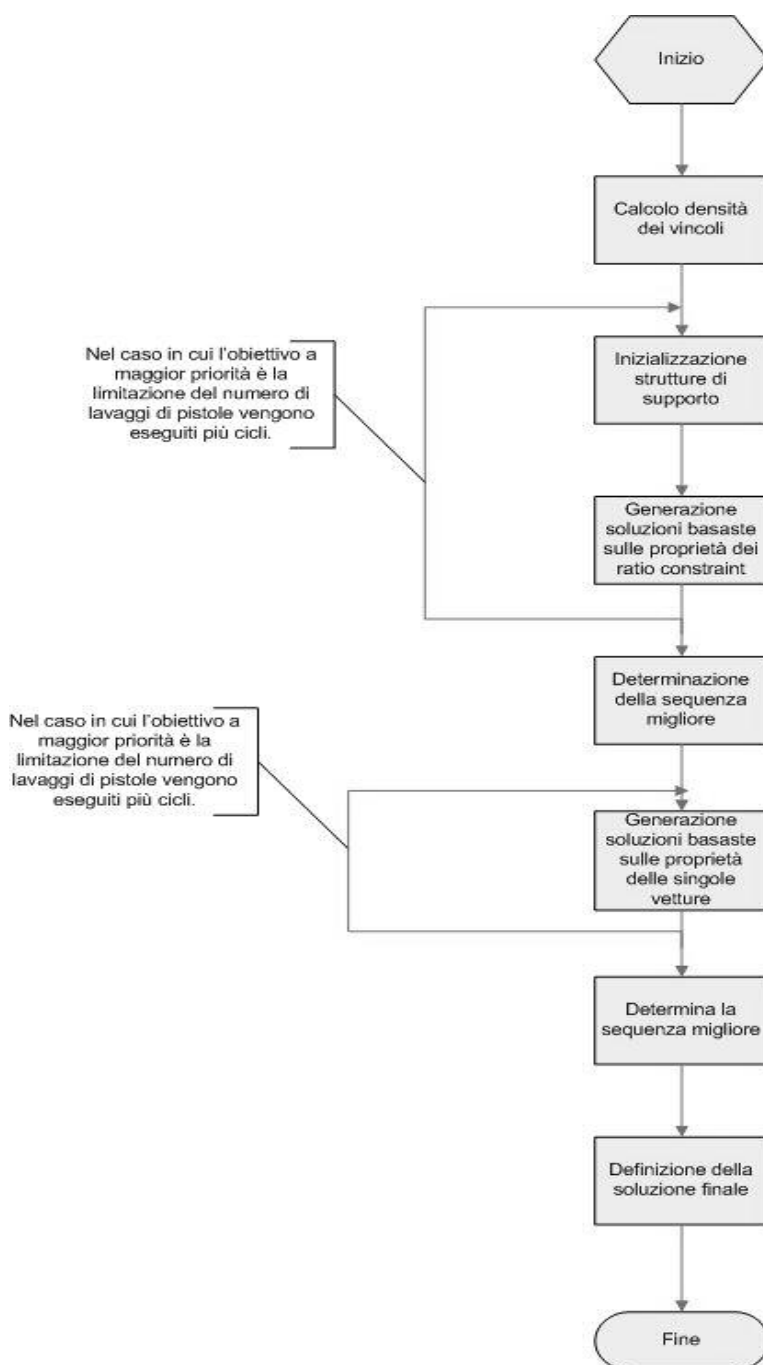 Inizio
Calcolo densità
dei vincoli
Nel caso in cui l'obiettivo a
maggior priorità è la
limitazione del numero di
lavaggi di pistole vengono
eseguiti più cicli.
Inizializzazione
strutture di
supporto
Generazione
soluzioni basaste
sulle proprietà dei
ratio constraint
Determinazione
della sequenza
migliore
Nel caso in cui l'obiettivo a
maggior priorità è la
limitazione del numero di
lavaggi di pistole vengono
eseguiti più cicli.
Generazione
soluzioni basaste
sulle proprietà
delle singole
vetture
Determina la
sequenza migliore
Definizione della
soluzione finale
Fine